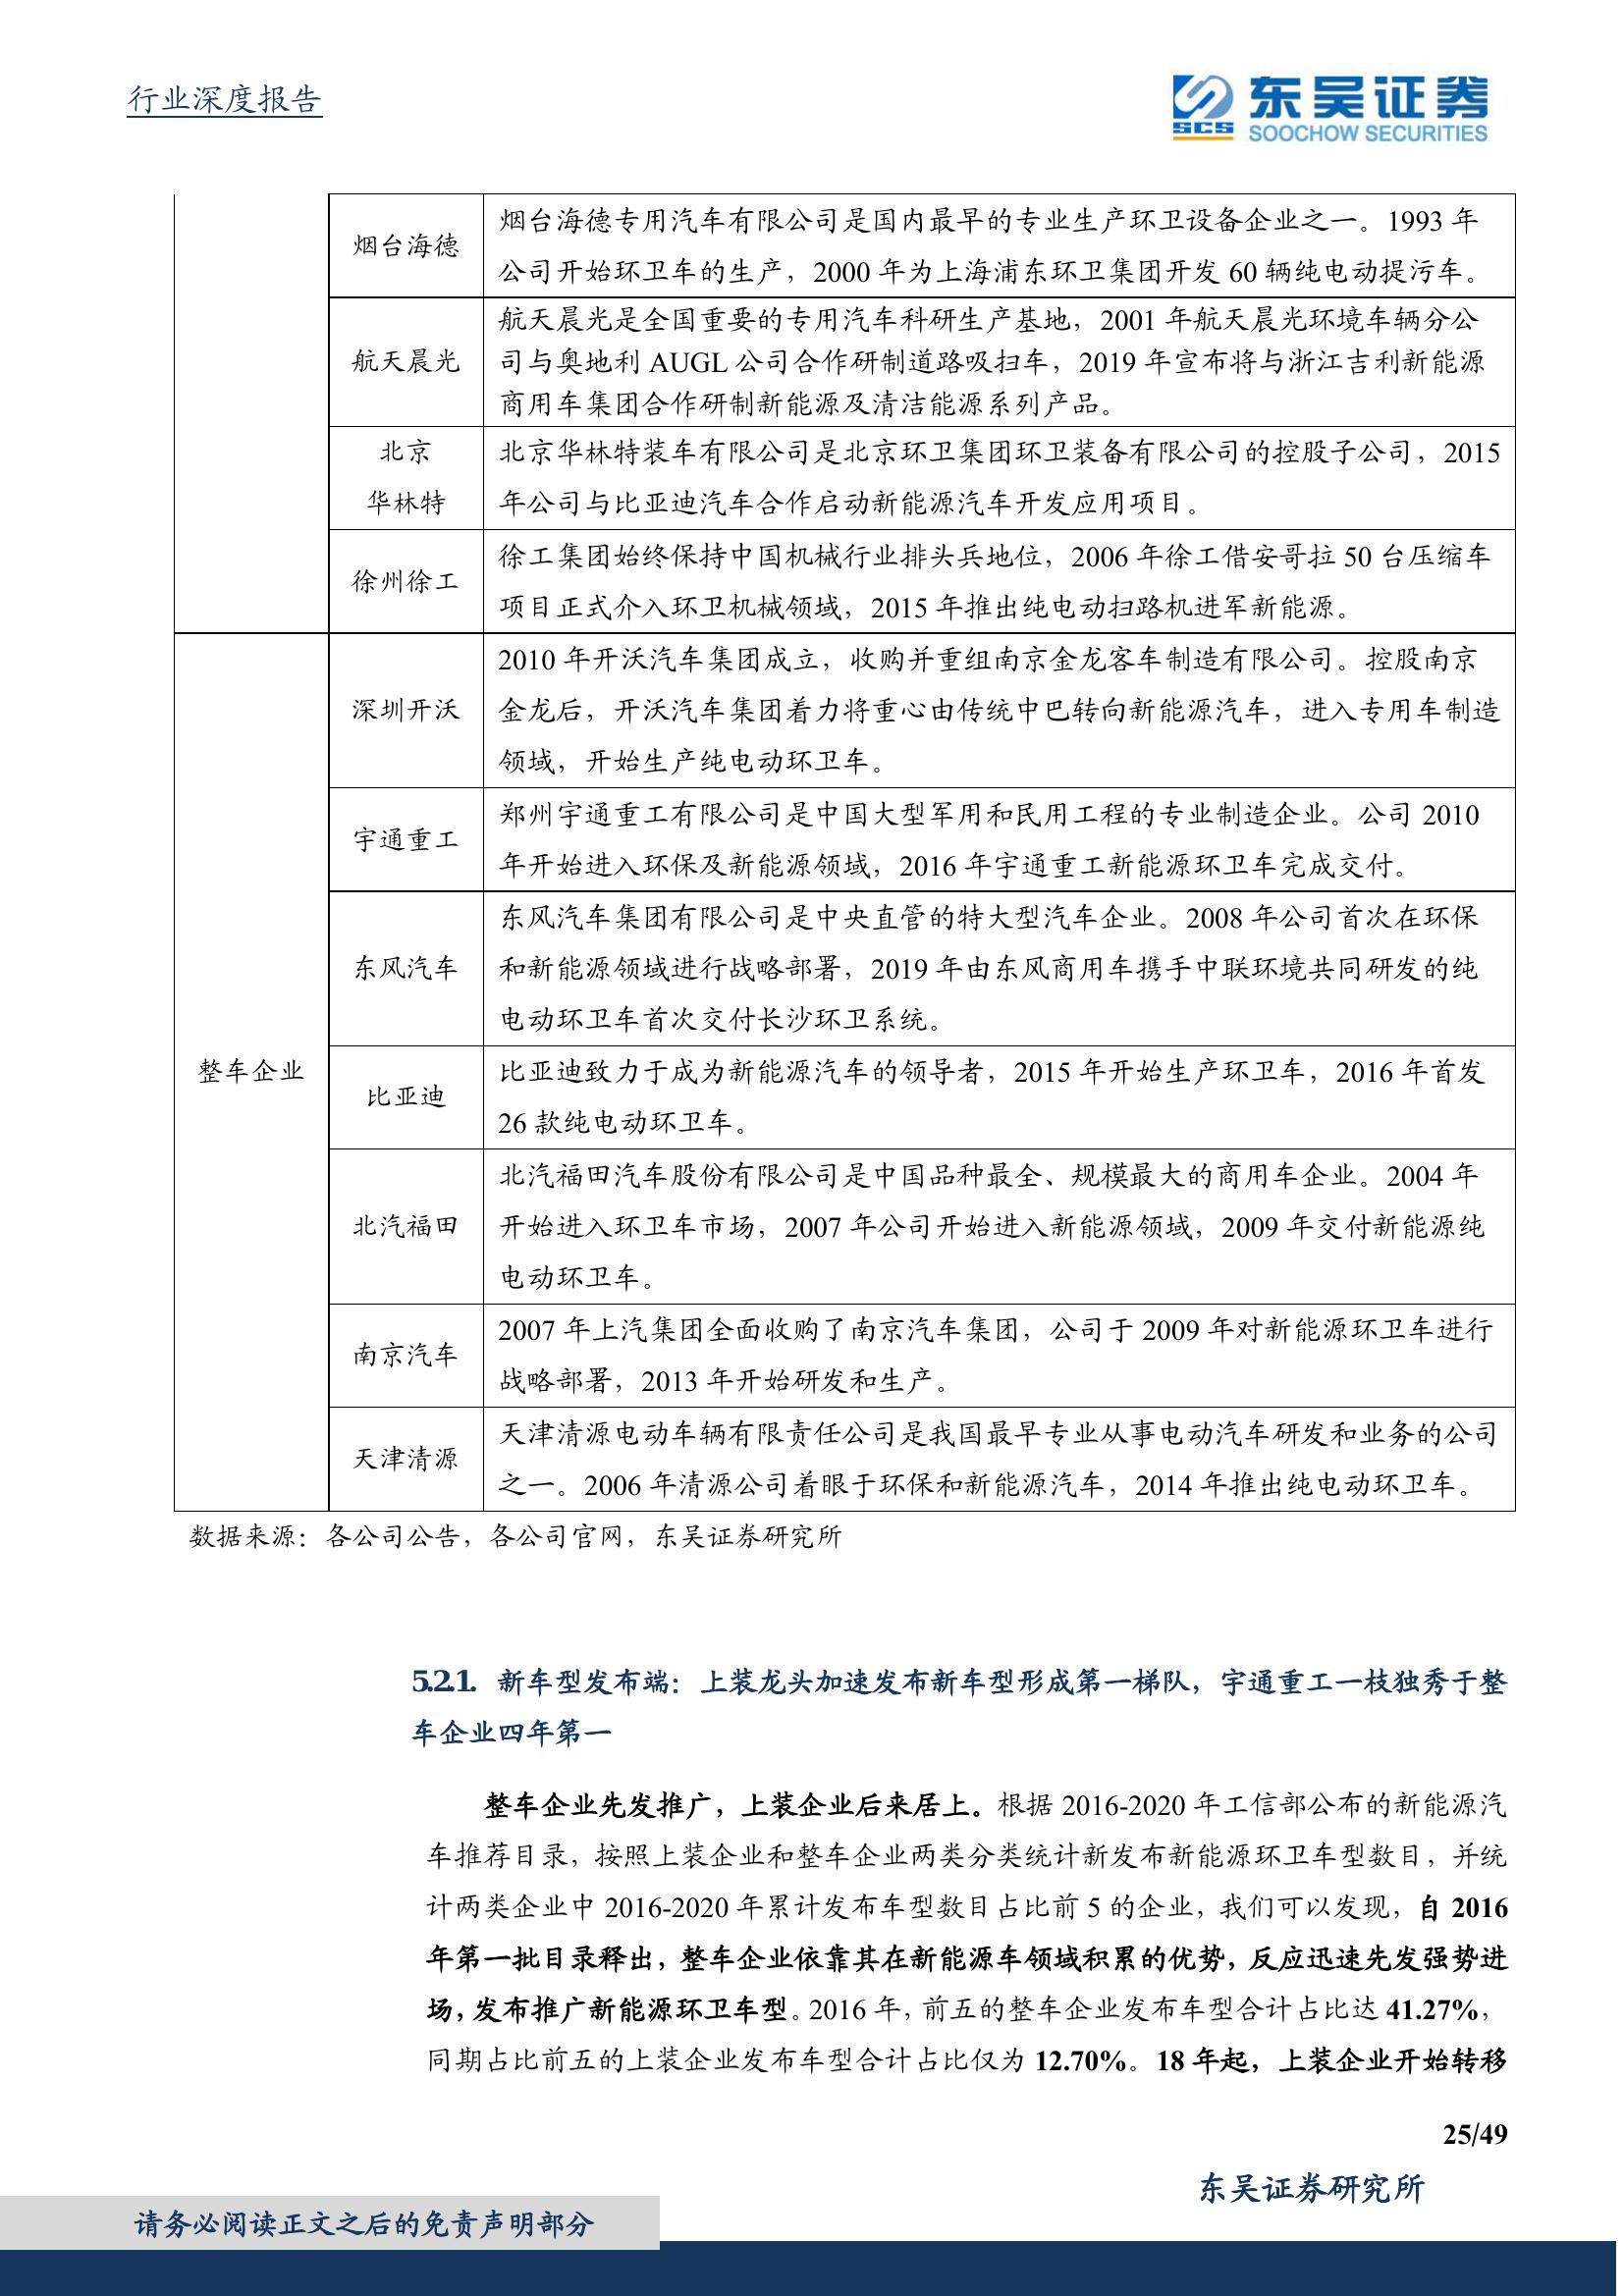 行业深度报告
SCS
东吴证券
SOOCHOW SECURITIES
烟台海德
烟台海德专用汽车有限公司是国内最早的专业生产环卫设备企业之一。1993 年
公司开始环卫车的生产，2000 年为上海浦东环卫集团开发 60 辆纯电动提污车。
航天晨光
航天晨光是全国重要的专用汽车科研生产基地，2001 年航天晨光环境车辆分公
司与奥地利 AUGL 公司合作研制道路吸扫车，2019 年宣布将与浙江吉利新能源
商用车集团合作研制新能源及清洁能源系列产品。
北京
华林特
北京华林特装车有限公司是北京环卫集团环卫装备有限公司的控股子公司，2015
年公司与比亚迪汽车合作启动新能源汽车开发应用项目。
徐州徐工
徐工集团始终保持中国机械行业排头兵地位，2006 年徐工借安哥拉 50 台压缩车
项目正式介入环卫机械领域，2015 年推出纯电动扫路机进军新能源。
整车企业
深圳开沃
2010 年开沃汽车集团成立，收购并重组南京金龙客车制造有限公司。控股南京
金龙后，开沃汽车集团着力将重心由传统中巴转向新能源汽车，进入专用车制造
领域，开始生产纯电动环卫车。
宇通重工
郑州宇通重工有限公司是中国大型军用和民用工程的专业制造企业。公司 2010
年开始进入环保及新能源领域，2016 年宇通重工新能源环卫车完成交付。
东风汽车
东风汽车集团有限公司是中央直管的特大型汽车企业。2008 年公司首次在环保
和新能源领域进行战略部署，2019 年由东风商用车携手中联环境共同研发的纯
电动环卫车首次交付长沙环卫系统。
比亚迪
比亚迪致力于成为新能源汽车的领导者，2015 年开始生产环卫车，2016 年首发
26 款纯电动环卫车。
北汽福田
北汽福田汽车股份有限公司是中国品种最全、规模最大的商用车企业。2004 年
开始进入环卫车市场，2007 年公司开始进入新能源领域，2009 年交付新能源纯
电动环卫车。
南京汽车
2007 年上汽集团全面收购了南京汽车集团，公司于 2009 年对新能源环卫车进行
战略部署，2013 年开始研发和生产。
天津清源
天津清源电动车辆有限责任公司是我国最早专业从事电动汽车研发和业务的公司
之一。2006 年清源公司着眼于环保和新能源汽车，2014 年推出纯电动环卫车。
数据来源：各公司公告，各公司官网，东吴证券研究所
5.2.1. 新车型发布端：上装龙头加速发布新车型形成第一梯队，宇通重工一枝独秀于整
车企业四年第一
整车企业先发推广，上装企业后来居上。根据 2016-2020 年工信部公布的新能源汽
车推荐目录，按照上装企业和整车企业两类分类统计新发布新能源环卫车型数目，并统
计两类企业中 2016-2020 年累计发布车型数目占比前 5 的企业，我们可以发现，自 2016
年第一批目录释出，整车企业依靠其在新能源车领域积累的优势，反应迅速先发强势进
场，发布推广新能源环卫车型。2016 年，前五的整车企业发布车型合计占比达 41.27%，
同期占比前五的上装企业发布车型合计占比仅为 12.70%。18 年起，上装企业开始转移
25/49
东吴证券研究所
请务必阅读正文之后的免责声明部分